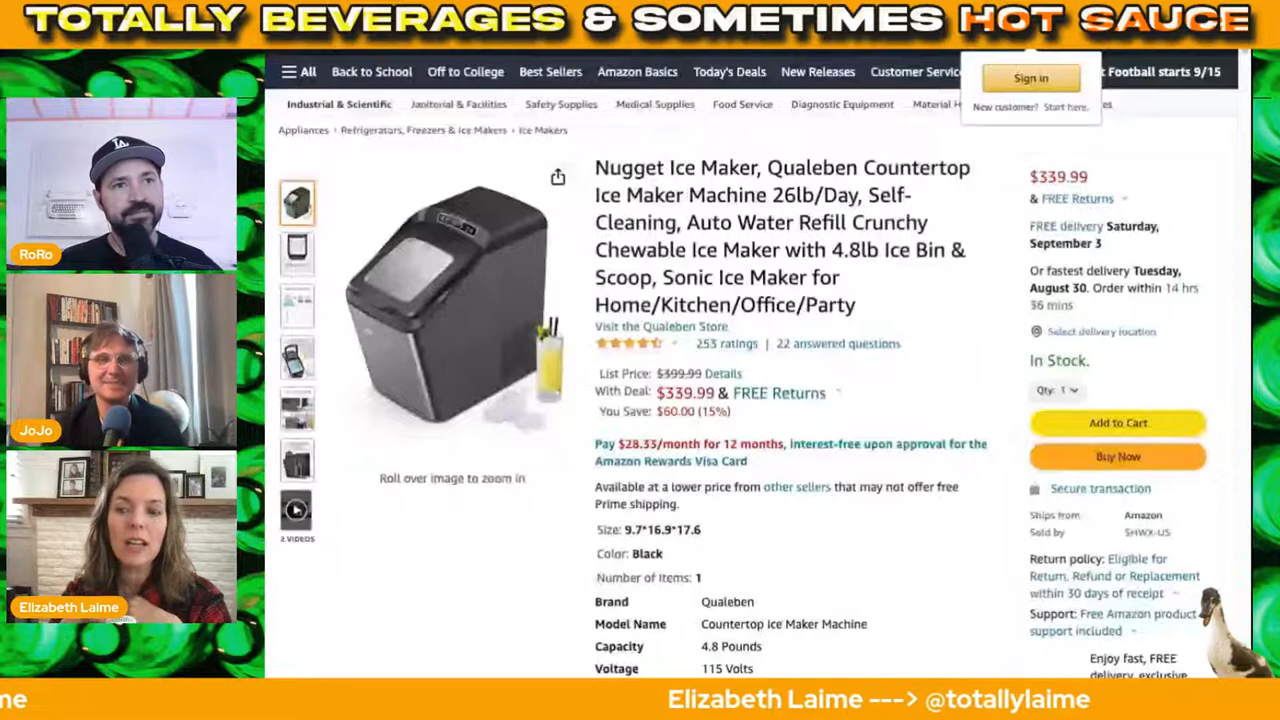 TOTALLY BEVERAGES & SOMETIMES HOT SAUCE
All Back to School Off to College Best Sellers Amazon Basics Today's Deals New Releases Customer Service
t Football starts 9/15
Sign in
New customer? Start here.
Industrial & Scientific Janitorial & Facilities Safety Supplies Medical Supplies Food Service Diagnostic Equipment Material H
es
Appliances › Refrigerators, Freezers & Ice Makers › Ice Makers
Nugget Ice Maker, Qualeben Countertop
Ice Maker Machine 26lb/Day, Self-
Cleaning, Auto Water Refill Crunchy
Chewable Ice Maker with 4.8lb Ice Bin &
Scoop, Sonic Ice Maker for
Home/Kitchen/Office/Party
Visit the Qualeben Store
253 ratings | 22 answered questions
List Price: $399.99 Details
With Deal: $339.99 & FREE Returns
You Save: $60.00 (15%)
Pay $28.33/month for 12 months, interest-free upon approval for the
Amazon Rewards Visa Card
Available at a lower price from other sellers that may not offer free
Prime shipping.
Size: 9.7*16.9*17.6
Color: Black
Number of Items: 1
Brand Qualeben
Model Name Countertop Ice Maker Machine
Capacity 4.8 Pounds
Voltage 115 Volts
Roll over image to zoom in
2 VIDEOS
$339.99
& FREE Returns
FREE delivery Saturday,
September 3
Or fastest delivery Tuesday,
August 30. Order within 14 hrs
36 mins
Select delivery location
In Stock.
Qty: 1
Add to Cart
Buy Now
Secure transaction
Ships from Amazon
Sold by SHWX-US
Return policy: Eligible for
Return, Refund or Replacement
within 30 days of receipt
Support: Free Amazon product
support included
Enjoy fast, FREE
delivery, exclusive
RoRo
JoJo
Elizabeth Laime
LA
me
Elizabeth Laime ---> @totallylaime